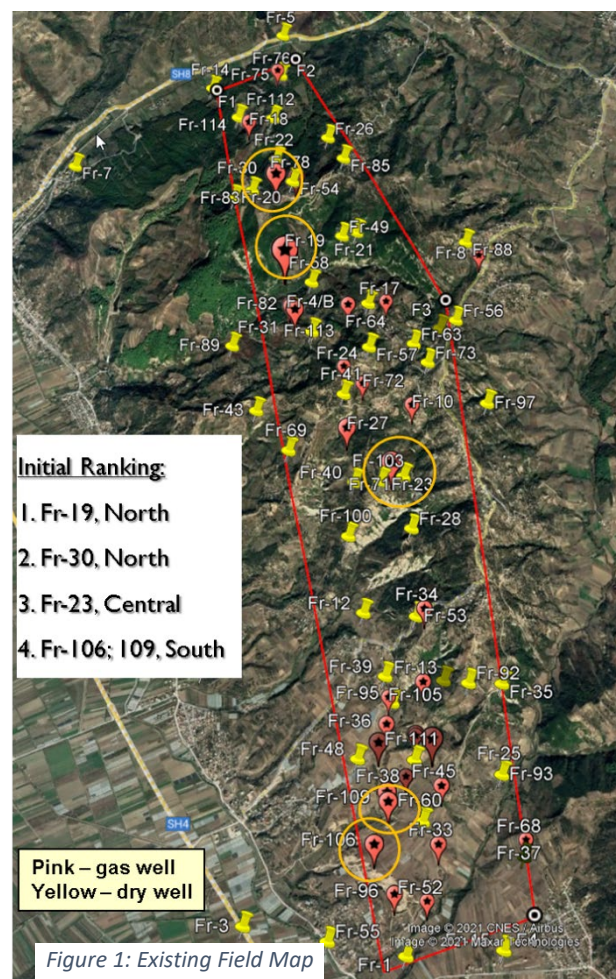 Fr-5
Fr-76
F2
Fr-75
SH8
Fr-14
F1
Fr-112
Fr-18
Fr-114
Fr-26
Fr-22
Fr-85
Fr-7
Fr-30
Fr-78
Fr-54
Fr-83
Fr-20
Fr-49
Fr-19
Fr-21
Fr-8
Fr-88
Fr-17
Fr-82
Fr-4/B
F3
Fr-56
Fr-64
Fr-31
Fr-113
Fr-63
Fr-89
Fr-57
Fr-73
Fr-24
Fr-41
Fr-72
Fr-97
Fr-10
Fr-43
Fr-27
Fr-69
Initial Ranking:
1. Fr-19, North
2. Fr-30, North
3. Fr-23, Central
4. Fr-106; 109, South
Fr-103
Fr-40
Fr-71
Fr-23
Fr-100
Fr-28
Fr-34
Fr-12
Fr-53
Fr-39
Fr-13
Fr-92
Fr-95
Fr-105
Fr-35
Fr-36
Fr-111
Fr-48
Fr-25
Fr-93
Fr-38
Fr-45
Fr-109
Fr-60
SH4
Fr-106
Fr-33
Fr-68
Fr-37
Pink – gas well
Yellow – dry well
Fr-96
Fr-52
Fr-3
Fr-55
Image © 2021 CNES / Airbus
Image © 2021 Maxar Technologies
Fr-1
Figure 1: Existing Field Map